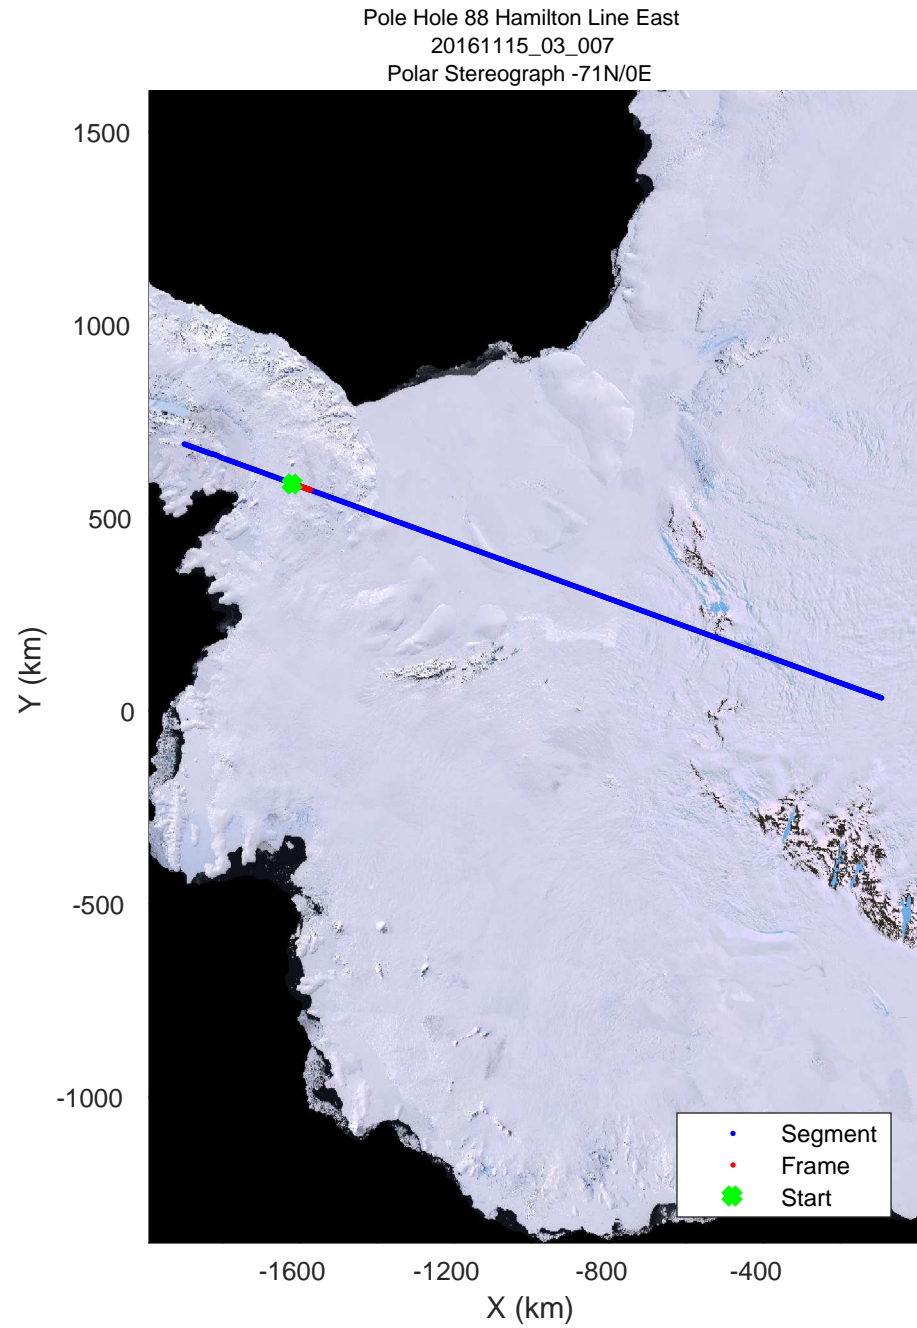 Pole Hole 88 Hamilton Line East
20161115_03_007
Polar Stereograph -71N/0E
1500
1000
500
0
-500
-1000
Y (km)
-1600
-1200
-800
-400
X (km)
Segment
Frame
Start